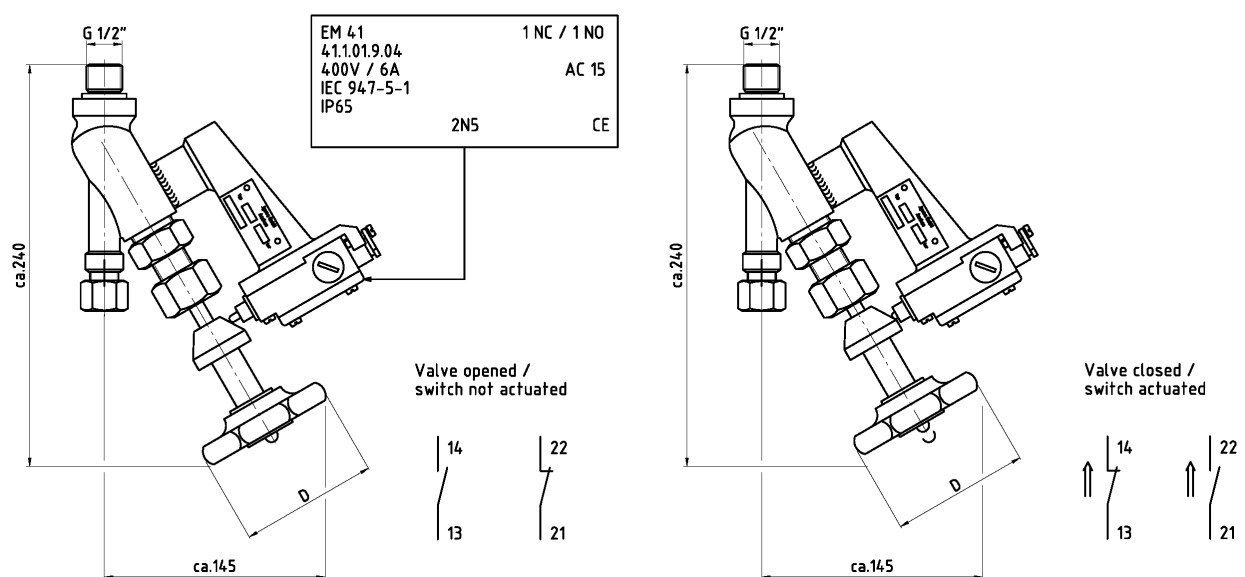 G 1/2"
EM 41 1 NC / 1 NO
41.1.01.9.04
400V / 6A AC 15
IEC 947-5-1
IP65
2N5 CE
ca.240
Valve opened /
switch not actuated
14 22
13 21
D
ca.145
G 1/2"
ca.240
Valve closed /
switch actuated
14 22
13 21
D
ca.145